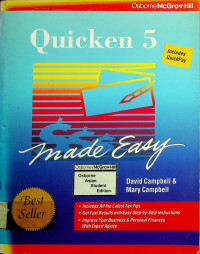 Osborne McGraw-Hill
Quicken 5
Includes
QuickPay
made Easy
Osborne McGraw-Hill
Osborne
Asian
Student
Edition
David Campbell &
Mary Campbell
Best
Seller
• Includes All the Latest Tax Tips
• Get Fast Results with Easy Step-by-Step Instructions
• Improve Your Business & Personal Finances
With Expert Advice